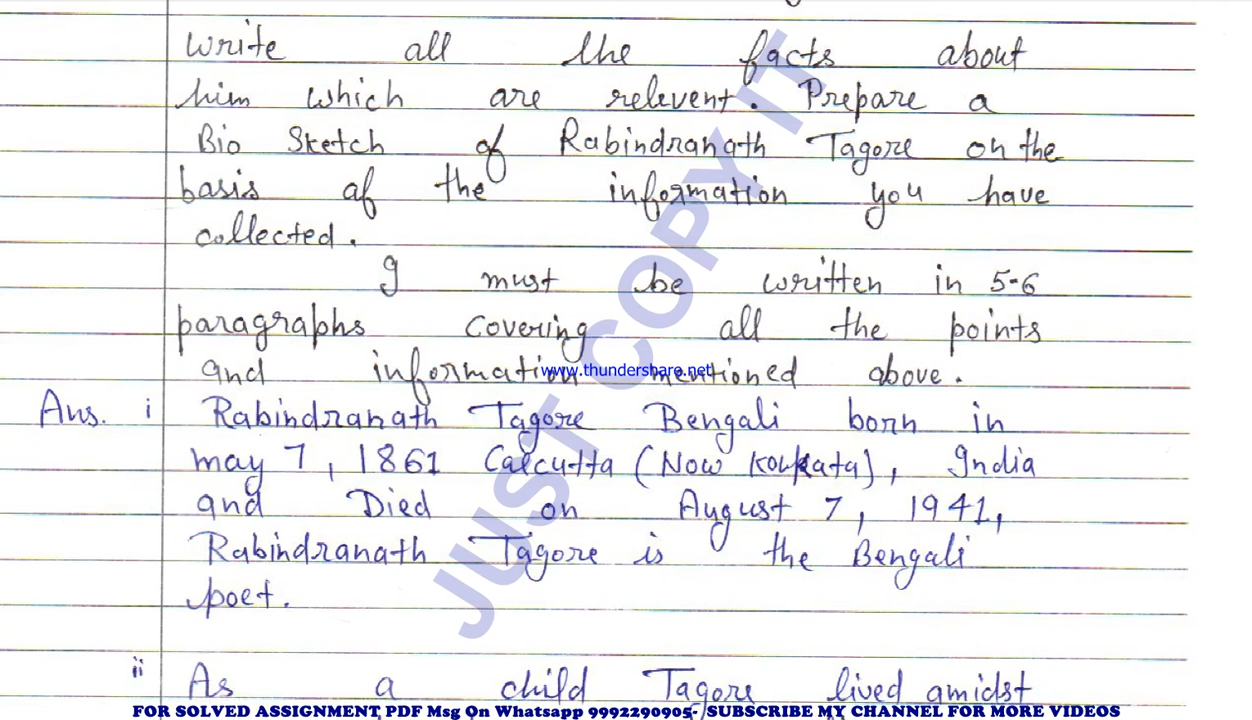 write all the facts about
him which are relevent. Prepare a
Bio Sketch of Rabindranath Tagore on the
basis of the information you have
collected.
I must be written in 5-6
paragraphs covering all the points
and information mentioned above.
www.thundershare.net
Ans. i Rabindranath Tagore Bengali born in
may 7, 1861 Calcutta (Now Kolkata), India
and Died on August 7, 1941,
Rabindranath Tagore is the Bengali
poet.
ii As a child Tagore lived amidst
JUST COPY IT
FOR SOLVED ASSIGNMENT PDF Msg On Whatsapp 9992290905- SUBSCRIBE MY CHANNEL FOR MORE VIDEOS